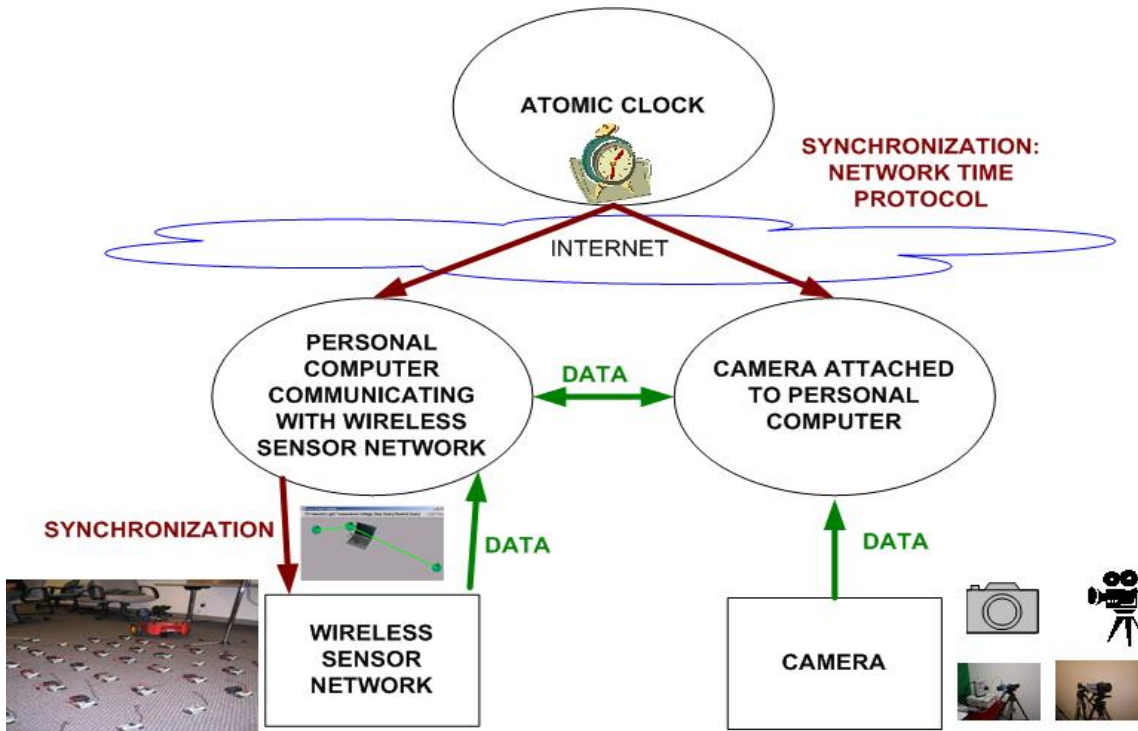 ATOMIC CLOCK
SYNCHRONIZATION:
NETWORK TIME
PROTOCOL
INTERNET
PERSONAL
COMPUTER
COMMUNICATING
WITH WIRELESS
SENSOR NETWORK
DATA
CAMERA ATTACHED
TO PERSONAL
COMPUTER
SYNCHRONIZATION
DATA
DATA
WIRELESS
SENSOR
NETWORK
CAMERA